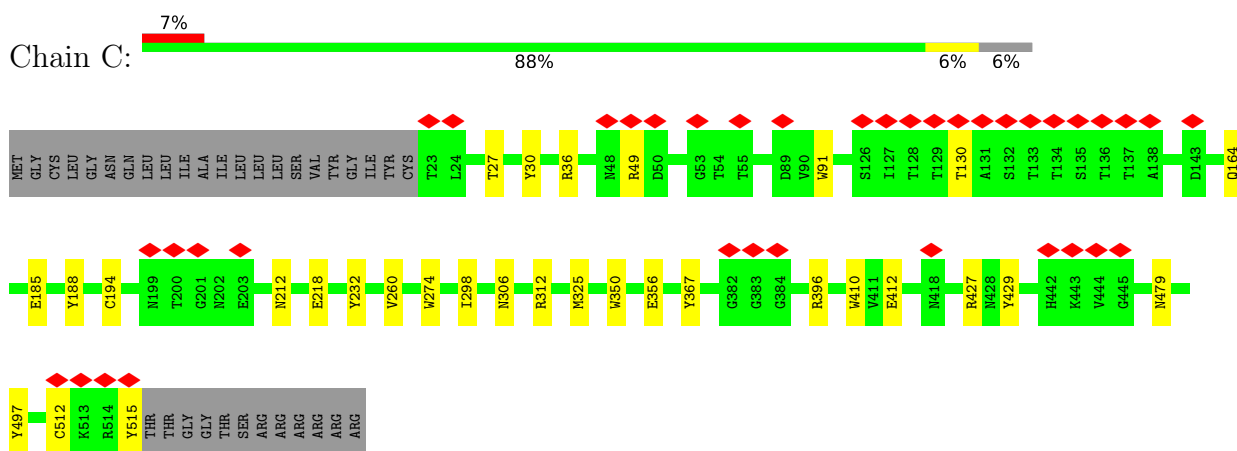 7%
Chain C:
88% 6% 6%
MET GLY CYS LEU GLY ASN GLN LEU LEU ILE ALA ILE LEU LEU LEU SER VAL TYR GLY ILE TYR CYS T23 L24 T27 Y30 R36 N48 R49 D50 G53 T54 T55 D89 V90 W91 S126 I127 T128 T129 T130 A131 S132 T133 T134 S135 T136 T137 A138 D143 Q164
E185 Y188 C194 N199 T200 G201 N202 E203 N212 E218 Y232 V260 W274 I298 N306 R312 M325 W350 E356 Y367 G382 G383 G384 R396 W410 V411 E412 N418 R427 N428 Y429 H442 K443 V444 G445 N479
Y497 C512 K513 R514 Y515 THR THR GLY GLY THR SER ARG ARG ARG ARG ARG ARG